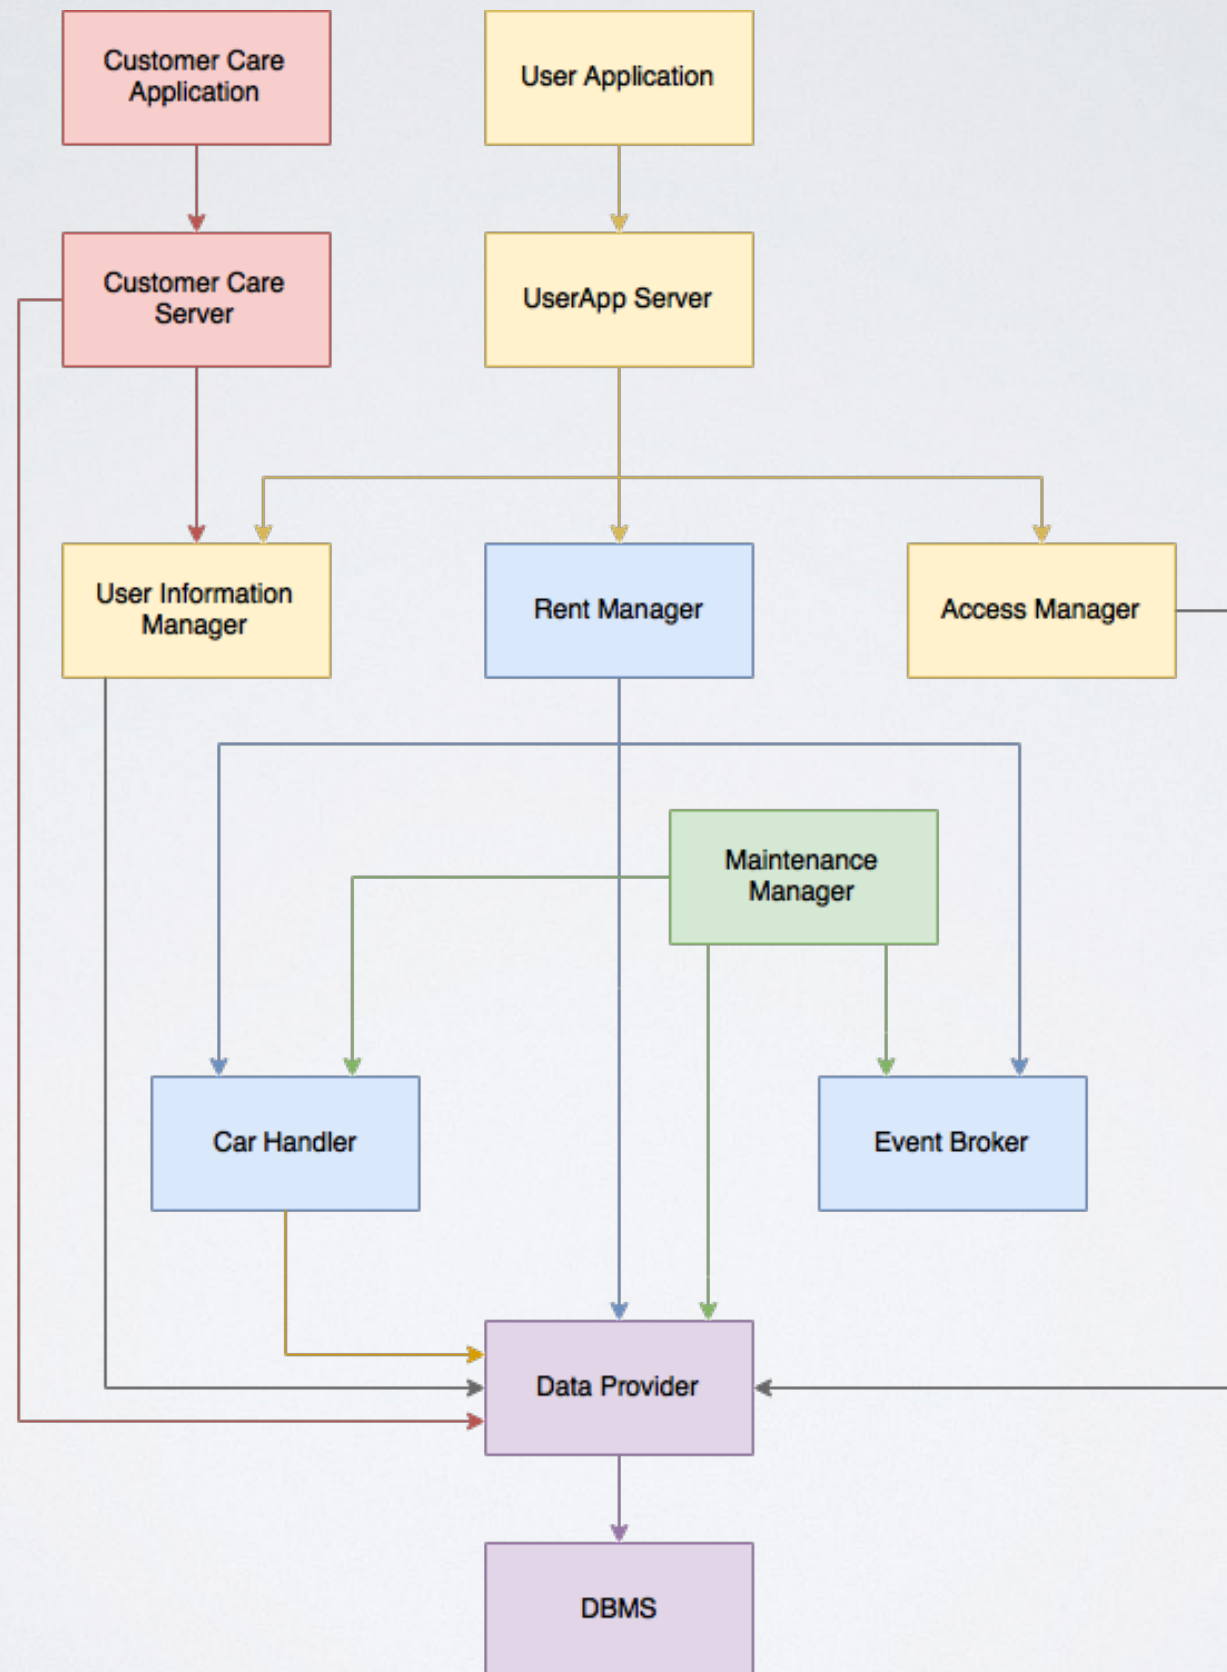 Customer Care
Application
User Application
Customer Care
Server
UserApp Server
User Information
Manager
Rent Manager
Access Manager
Maintenance
Manager
Car Handler
Event Broker
Data Provider
DBMS